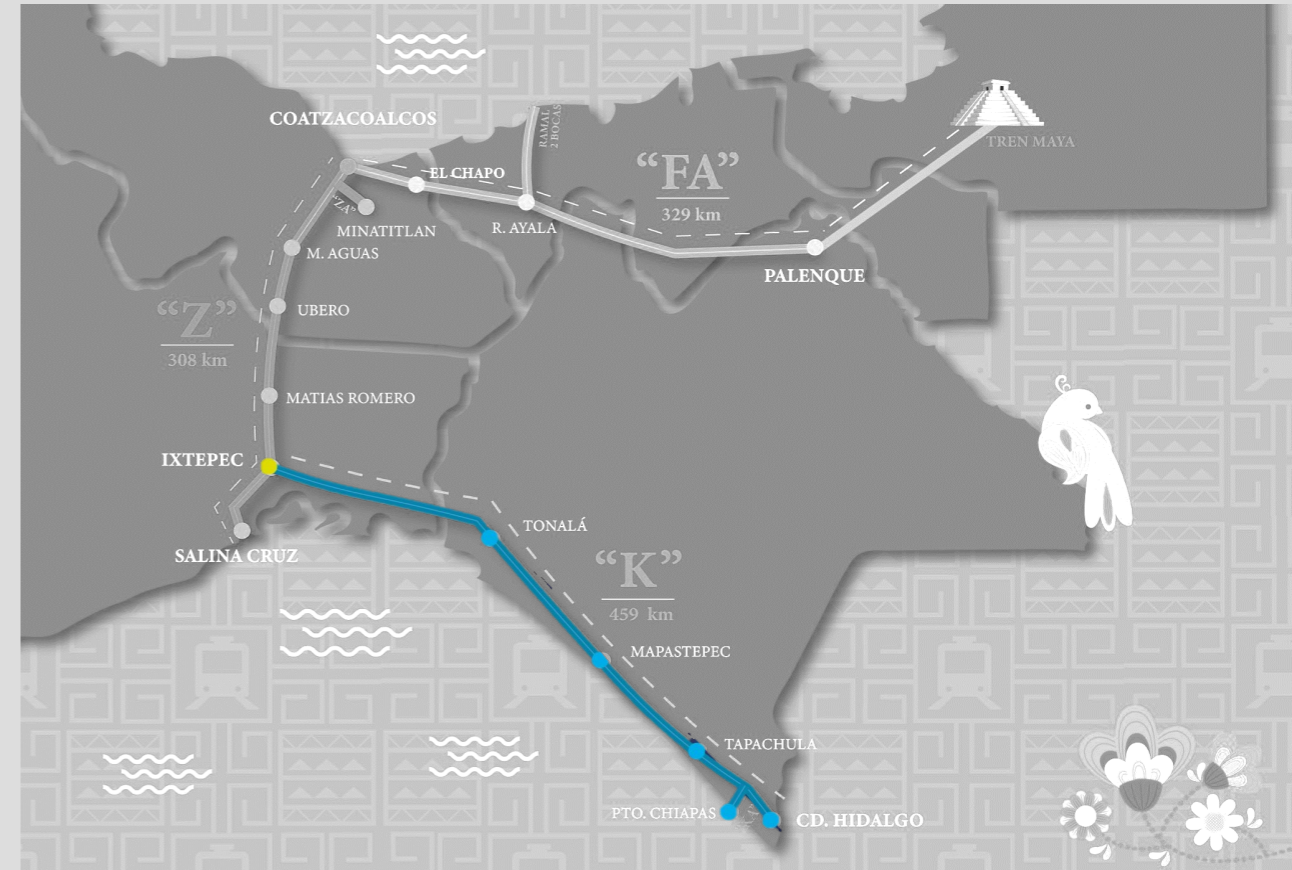 COATZACOALCOS
RAMAL
2 BOCAS
TREN MAYA
“FA”
329 km
EL CHAPO
“ZA”
MINATITLAN
R. AYALA
M. AGUAS
PALENQUE
“Z”
308 km
UBERO
MATIAS ROMERO
IXTEPEC
SALINA CRUZ
TONALÁ
“K”
459 km
MAPASTEPEC
TAPACHULA
PTO. CHIAPAS
CD. HIDALGO